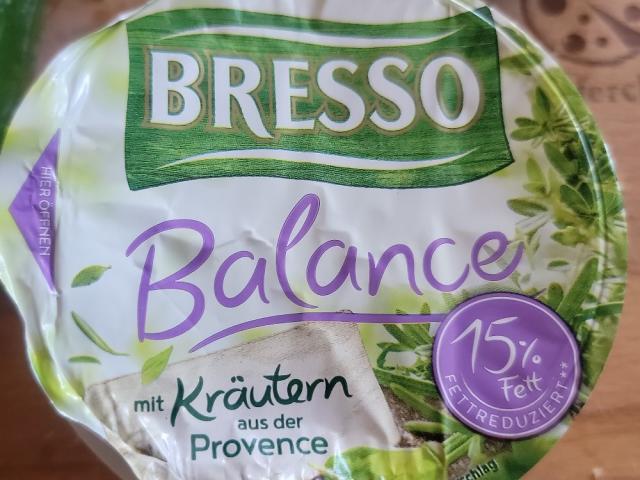 BRESSO
HIER ÖFFNEN
Balance
15%
Fett
FETTREDUZIERT**
mit Kräutern
aus der
Provence